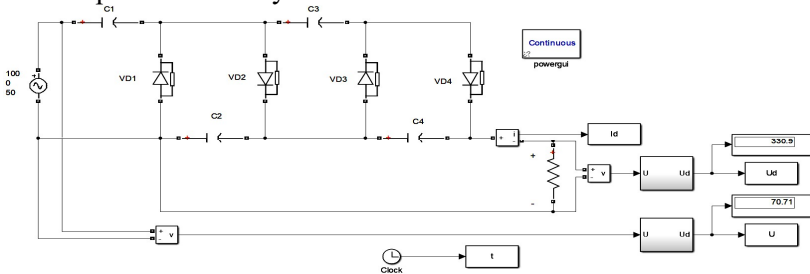 C1
C3
100
0
50
VD1
VD2
VD3
VD4
Continuous
powergui
C2
C4
+
-
i
Id
+
-
+
-
v
U
Ud
330.9
Ud
70.71
+
-
v
U
Ud
U
Clock
t